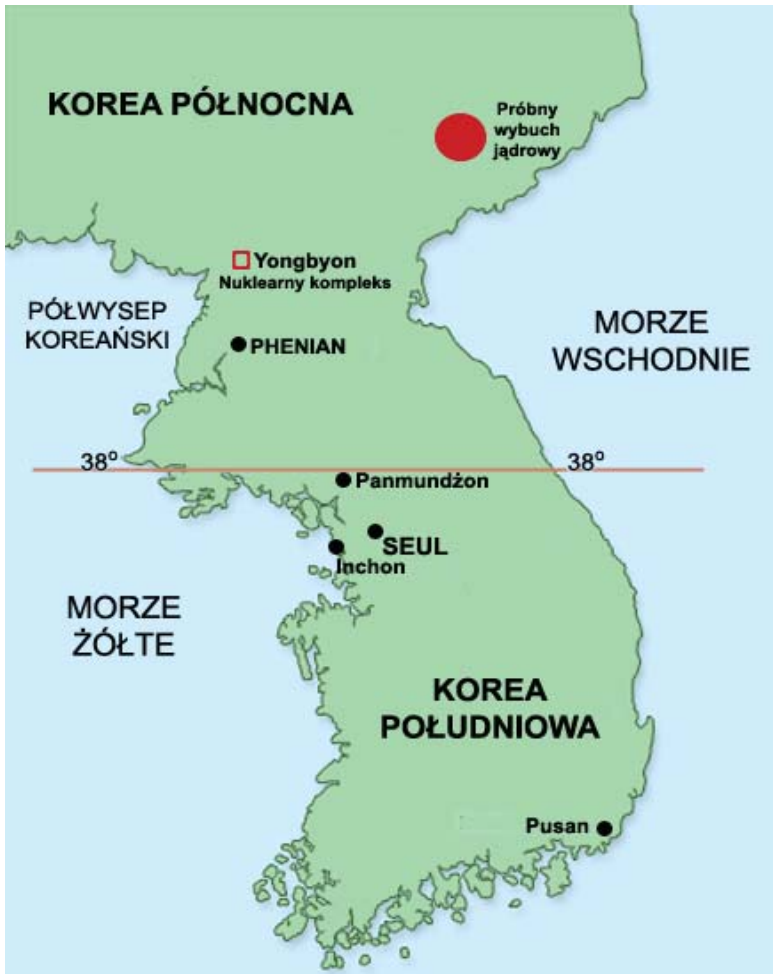 KOREA PÓŁNOCNA
Próbny
wybuch
jądrowy
Yongbyon
Nuklearny kompleks
PÓŁWYSEP
KOREAŃSKI
MORZE
WSCHODNIE
PHENIAN
38°
38°
Panmundżon
SEUL
Inchon
MORZE
ŻÓŁTE
KOREA
POŁUDNIOWA
Pusan